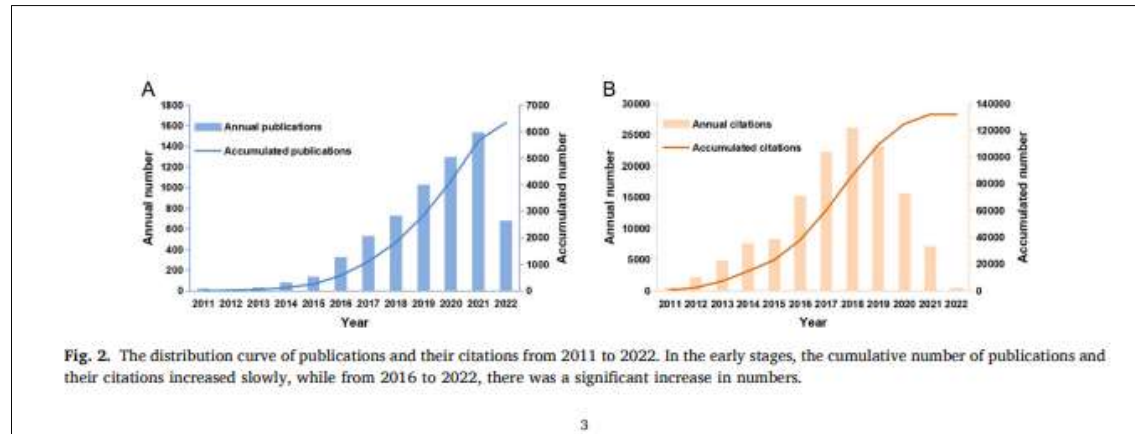 A
1800
1600
1400
1200
1000
800
600
400
200
0
Annual number
Annual publications
Accumulated publications
7000
6000
5000
4000
3000
2000
1000
0
Accumulated number
2011 2012 2013 2014 2015 2016 2017 2018 2019 2020 2021 2022
Year
B
30000
25000
20000
15000
10000
5000
0
Annual number
Annual citations
Accumulated citations
140000
120000
100000
80000
60000
40000
20000
0
Accumulated number
2011 2012 2013 2014 2015 2016 2017 2018 2019 2020 2021 2022
Year
Fig. 2. The distribution curve of publications and their citations from 2011 to 2022. In the early stages, the cumulative number of publications and
their citations increased slowly, while from 2016 to 2022, there was a significant increase in numbers.
3